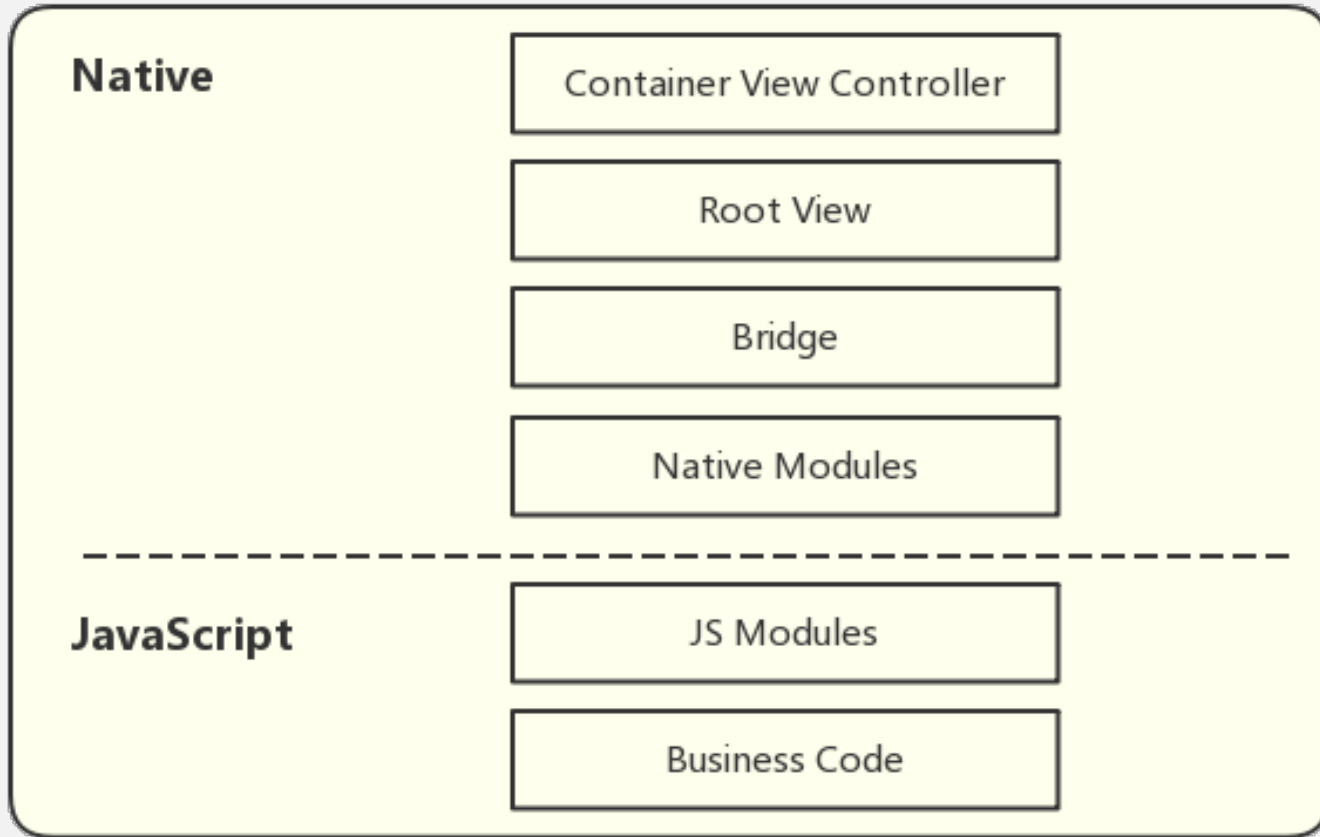 Native
Container View Controller
Root View
Bridge
Native Modules
JavaScript
JS Modules
Business Code